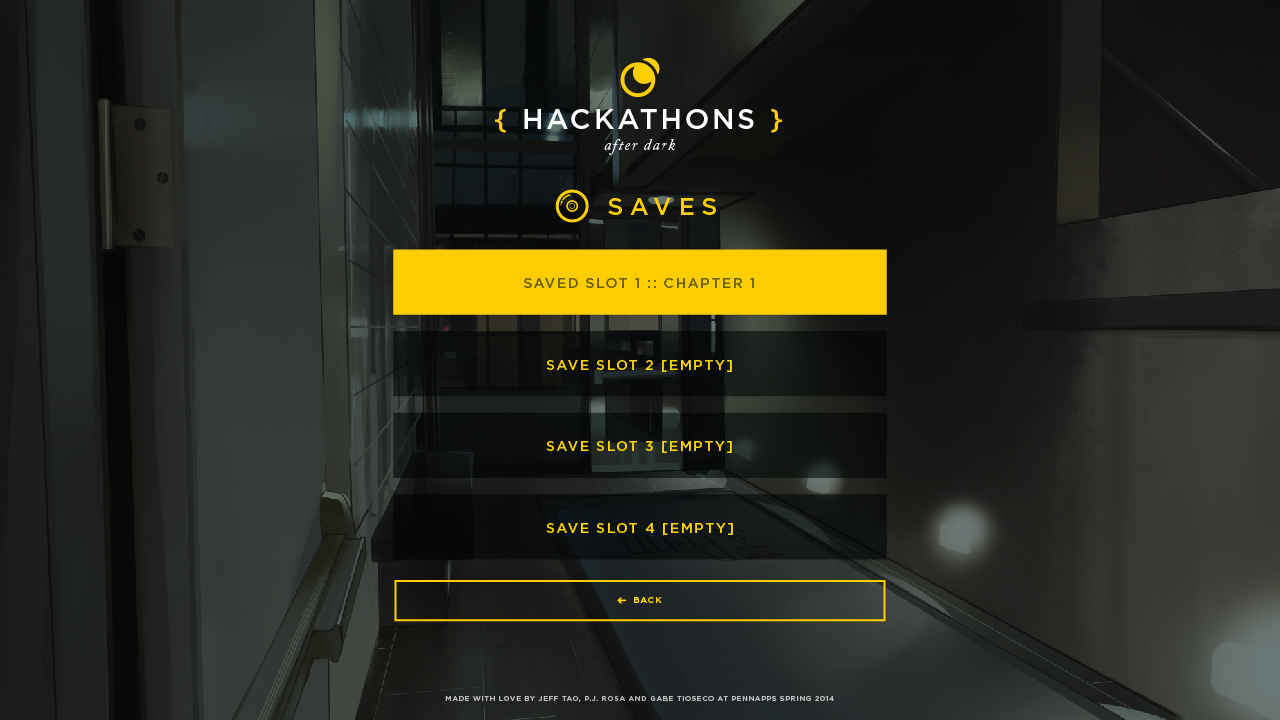 { HACKATHONS }
after dark
SAVES
SAVED SLOT 1 :: CHAPTER 1
SAVE SLOT 2 [EMPTY]
SAVE SLOT 3 [EMPTY]
SAVE SLOT 4 [EMPTY]
← BACK
MADE WITH LOVE BY JEFF TAO, P.J. ROSA AND GABE TIOSECO AT PENNAPPS SPRING 2014